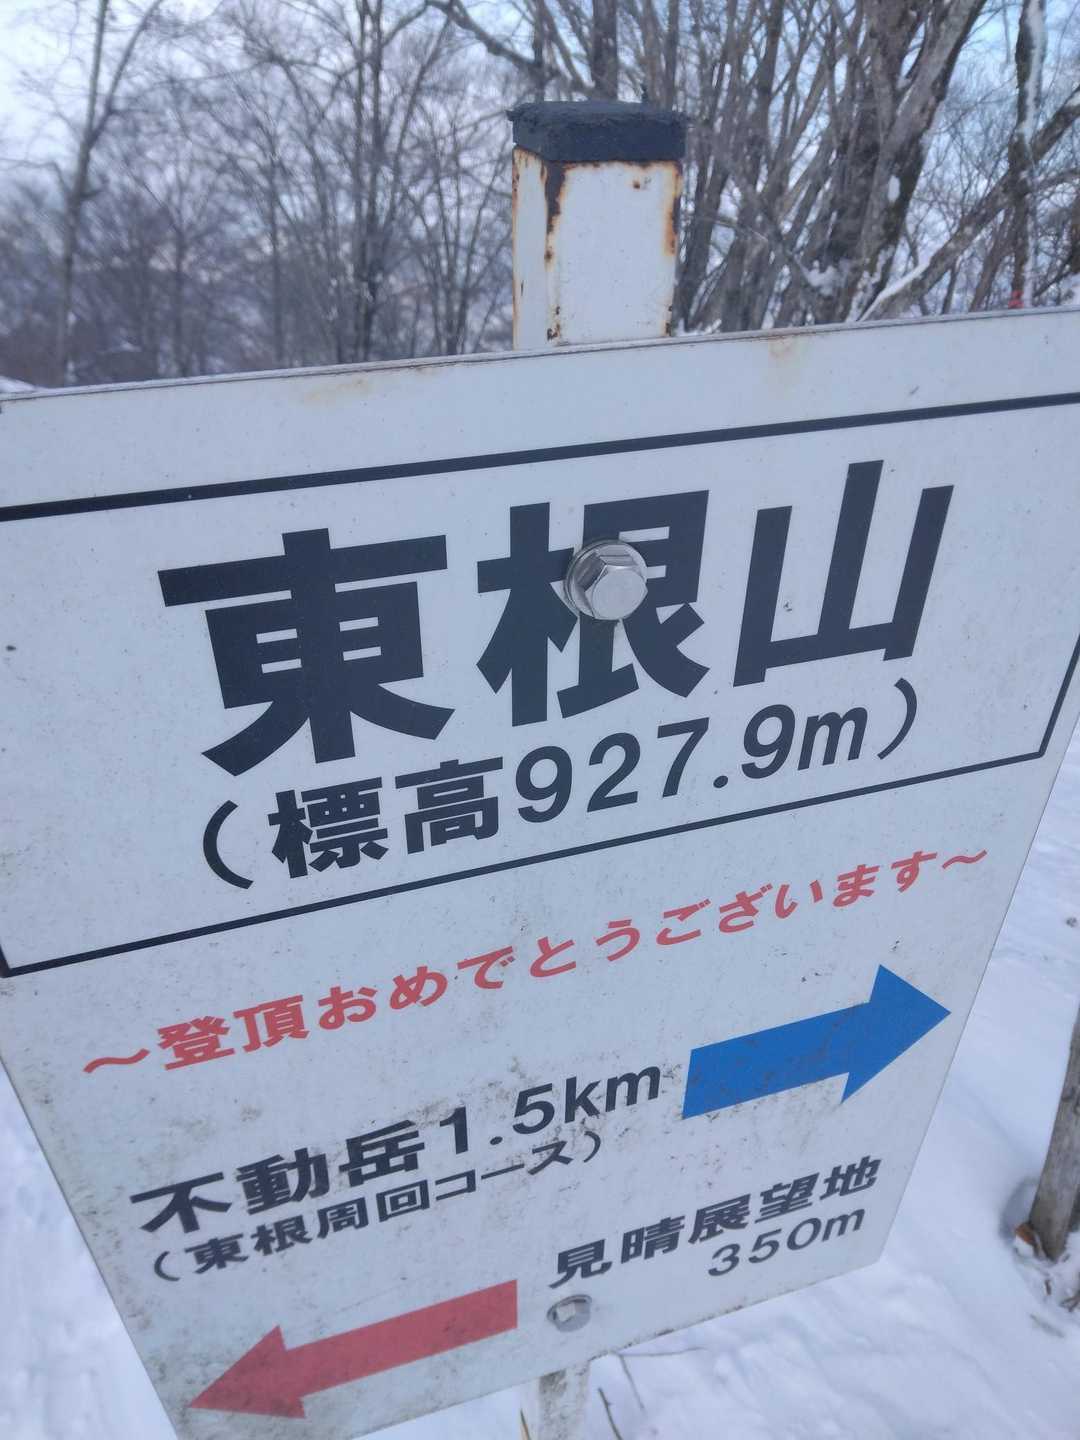 東根山
(標高927.9m)
～登頂おめでとうございます～
不動岳1.5km
(東根周回コース)
見晴展望地
350m